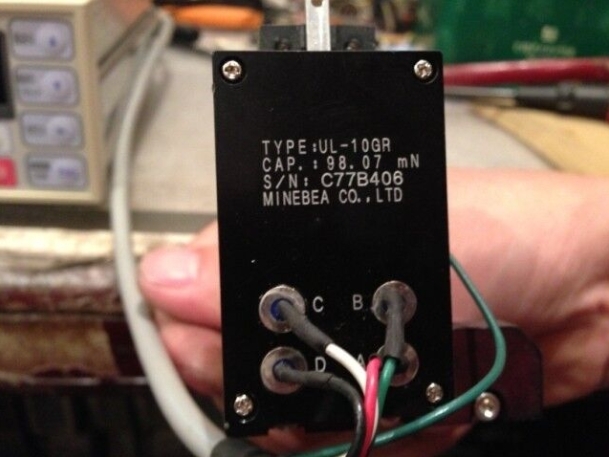 TYPE:UL-10GR
CAP.:98.07 mN
S/N: C77B406
MINEBEA CO.,LTD
C B
D A